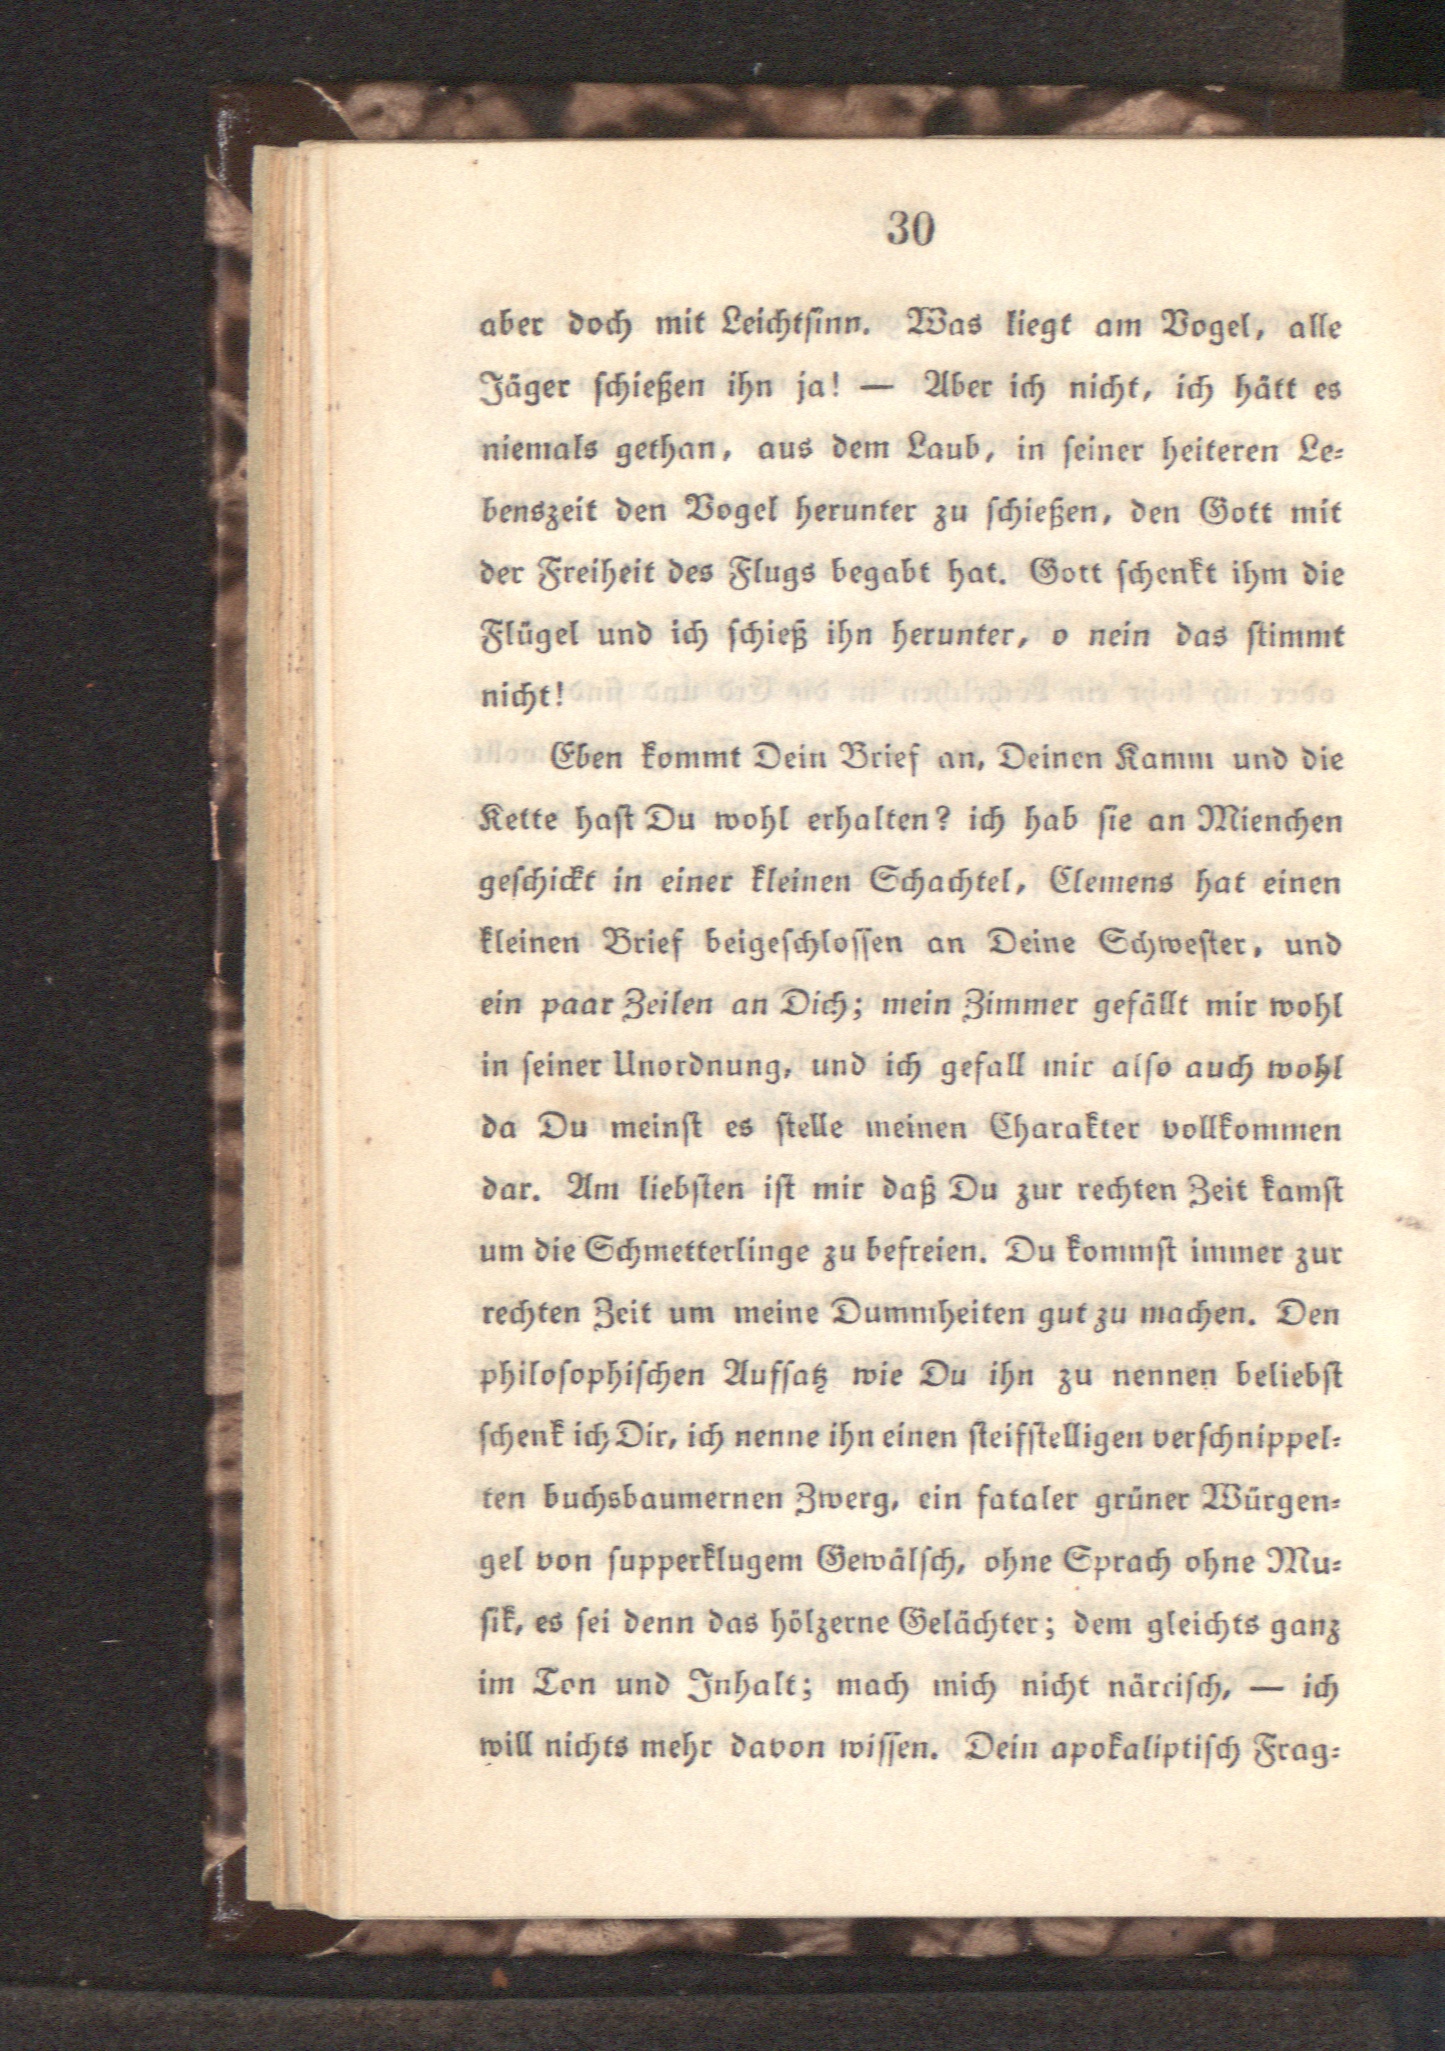 30
aber doch mit Leichtſinn. Was liegt am Vogel, alle
Jäger ſchießen ihn ja! — Aber ich nicht, ich hätt es
niemals gethan, aus dem Laub, in ſeiner heiteren Le-
benszeit den Vogel herunter zu ſchießen, den Gott mit
der Freiheit des Flugs begabt hat. Gott ſchenkt ihm die
Flügel und ich ſchieß ihn herunter, o nein das ſtimmt
nicht!
Eben kommt Dein Brief an, Deinen Kamm und die
Kette haſt Du wohl erhalten? ich hab ſie an Mienchen
geſchickt in einer kleinen Schachtel, Clemens hat einen
kleinen Brief beigeſchloſſen an Deine Schweſter, und
ein paar Zeilen an Dich; mein Zimmer gefällt mir wohl
in ſeiner Unordnung, und ich gefall mir alſo auch wohl
da Du meinſt es ſtelle meinen Charakter vollkommen
dar. Am liebſten iſt mir daß Du zur rechten Zeit kamſt
um die Schmetterlinge zu befreien. Du kommſt immer zur
rechten Zeit um meine Dummheiten gut zu machen. Den
philoſophiſchen Aufſatz wie Du ihn zu nennen beliebſt
ſchenk ich Dir, ich nenne ihn einen ſteifſtelligen verſchnippel-
ten buchsbaumernen Zwerg, ein fataler grüner Würgen-
gel von ſupperklugem Gewälſch, ohne Sprach ohne Mu-
ſik, es ſei denn das hölzerne Gelächter; dem gleichts ganz
im Ton und Inhalt; mach mich nicht närriſch, — ich
will nichts mehr davon wiſſen. Dein apokaliptiſch Frag-